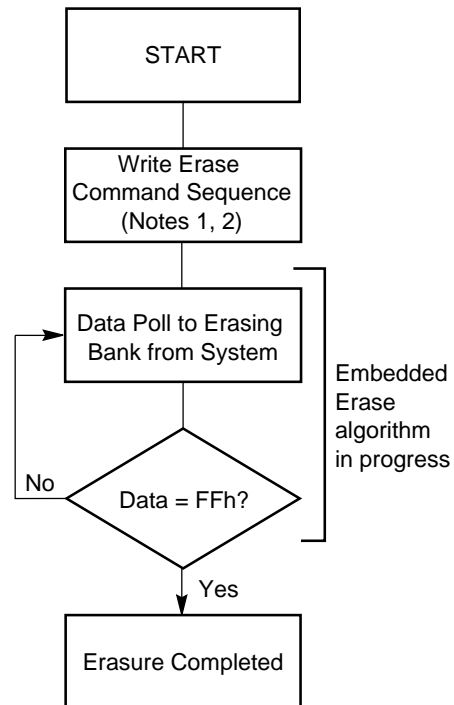 START
Write Erase
Command Sequence
(Notes 1, 2)
Data Poll to Erasing
Bank from System
Embedded
Erase
algorithm
in progress
No
Data = FFh?
Yes
Erasure Completed